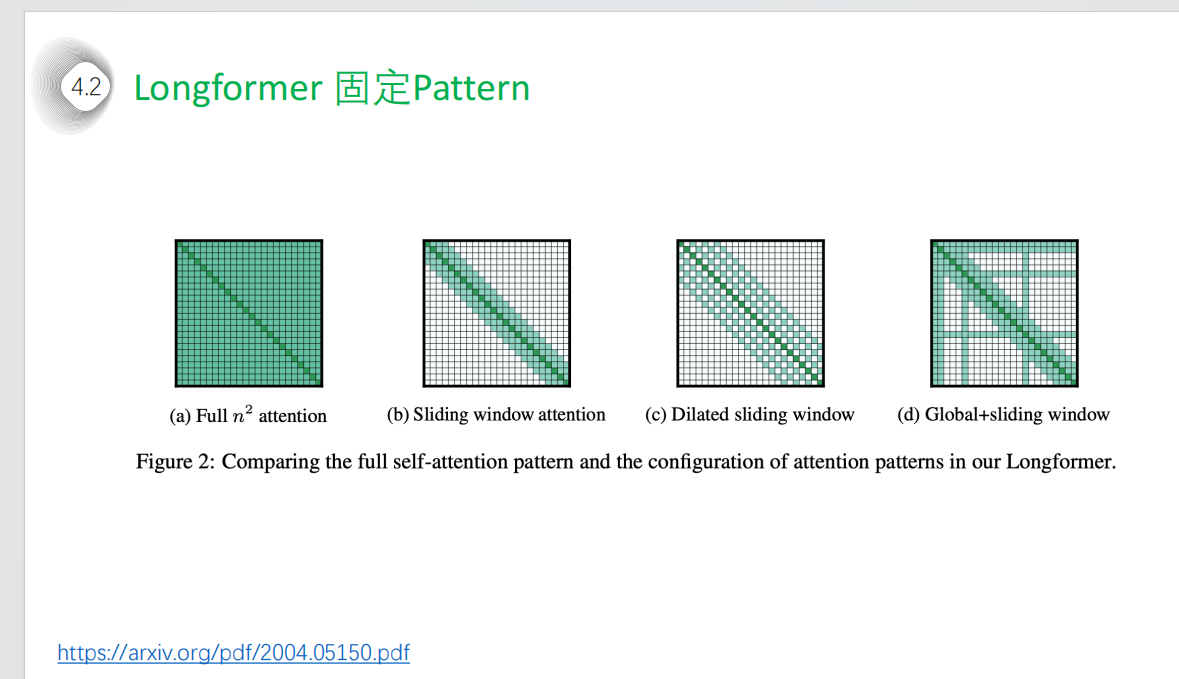 4.2
Longformer 固定Pattern
(a) Full n² attention
(b) Sliding window attention
(c) Dilated sliding window
(d) Global+sliding window
Figure 2: Comparing the full self-attention pattern and the configuration of attention patterns in our Longformer.
https://arxiv.org/pdf/2004.05150.pdf